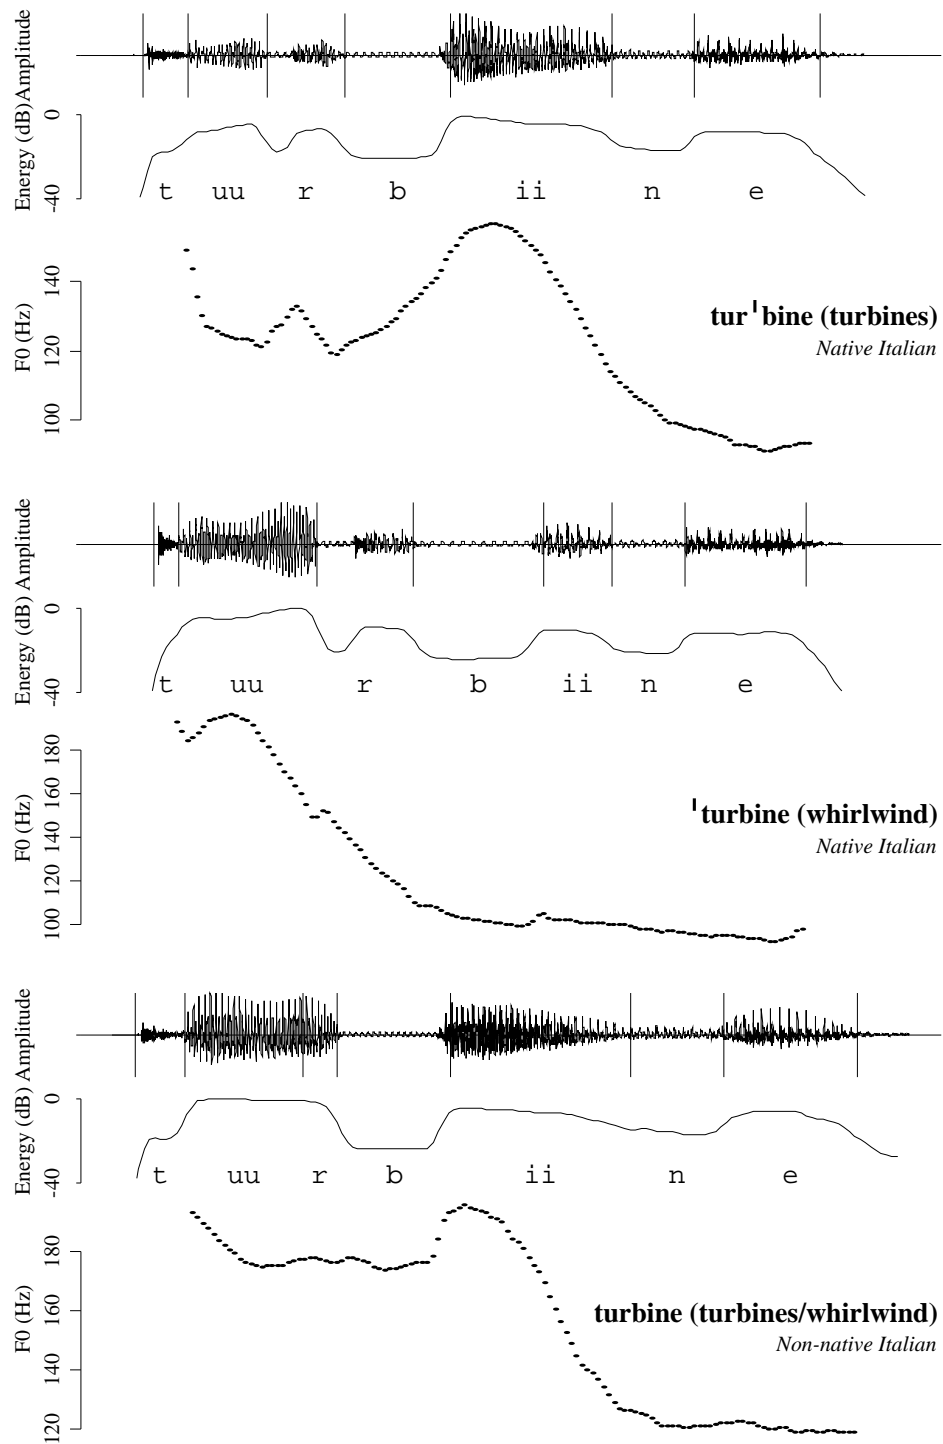 Amplitude
Energy (dB)
0
-40
t uu r b ii n e
F0 (Hz)
140
120
100
turˈbine (turbines)
Native Italian
Amplitude
Energy (dB)
0
-40
t uu r b ii n e
F0 (Hz)
180
160
140
120
100
ˈturbine (whirlwind)
Native Italian
Amplitude
Energy (dB)
0
-40
t uu r b ii n e
F0 (Hz)
180
160
140
120
turbine (turbines/whirlwind)
Non-native Italian